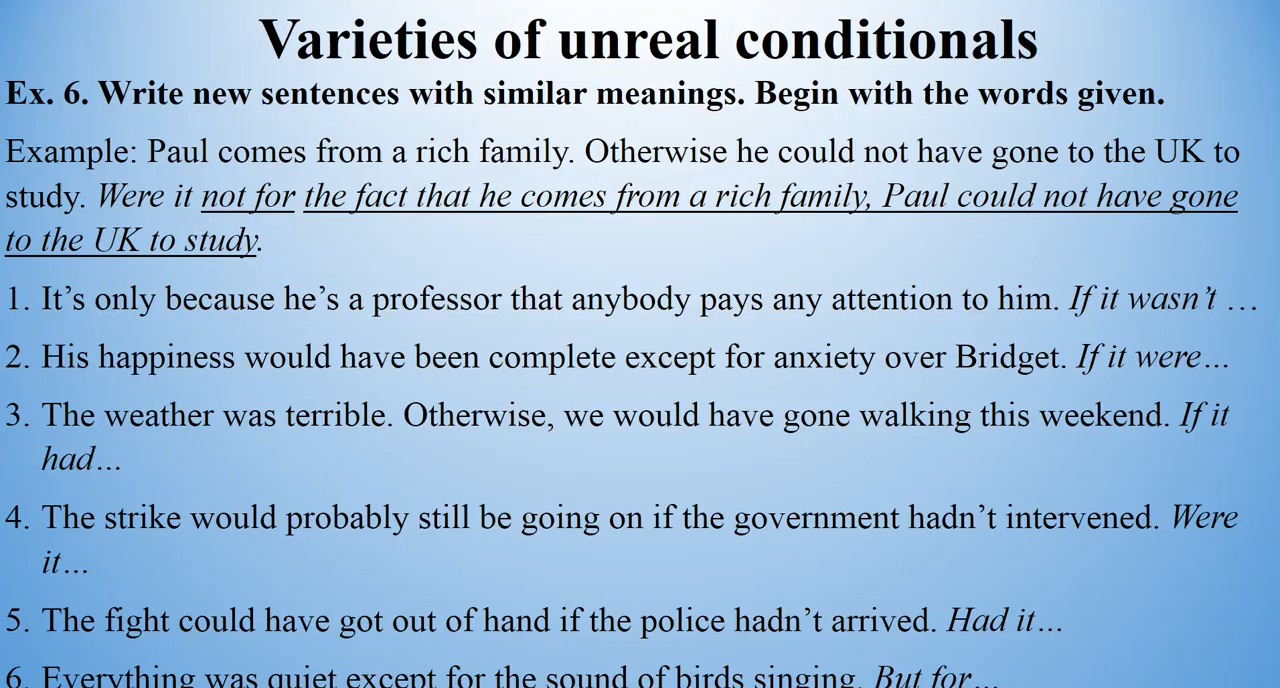 Varieties of unreal conditionals
Ex. 6. Write new sentences with similar meanings. Begin with the words given.
Example: Paul comes from a rich family. Otherwise he could not have gone to the UK to
study. Were it not for the fact that he comes from a rich family, Paul could not have gone
to the UK to study.
1. It’s only because he’s a professor that anybody pays any attention to him. If it wasn’t …
2. His happiness would have been complete except for anxiety over Bridget. If it were…
3. The weather was terrible. Otherwise, we would have gone walking this weekend. If it
had…
4. The strike would probably still be going on if the government hadn’t intervened. Were
it…
5. The fight could have got out of hand if the police hadn’t arrived. Had it…
6. Everything was quiet except for the sound of birds singing. But for…